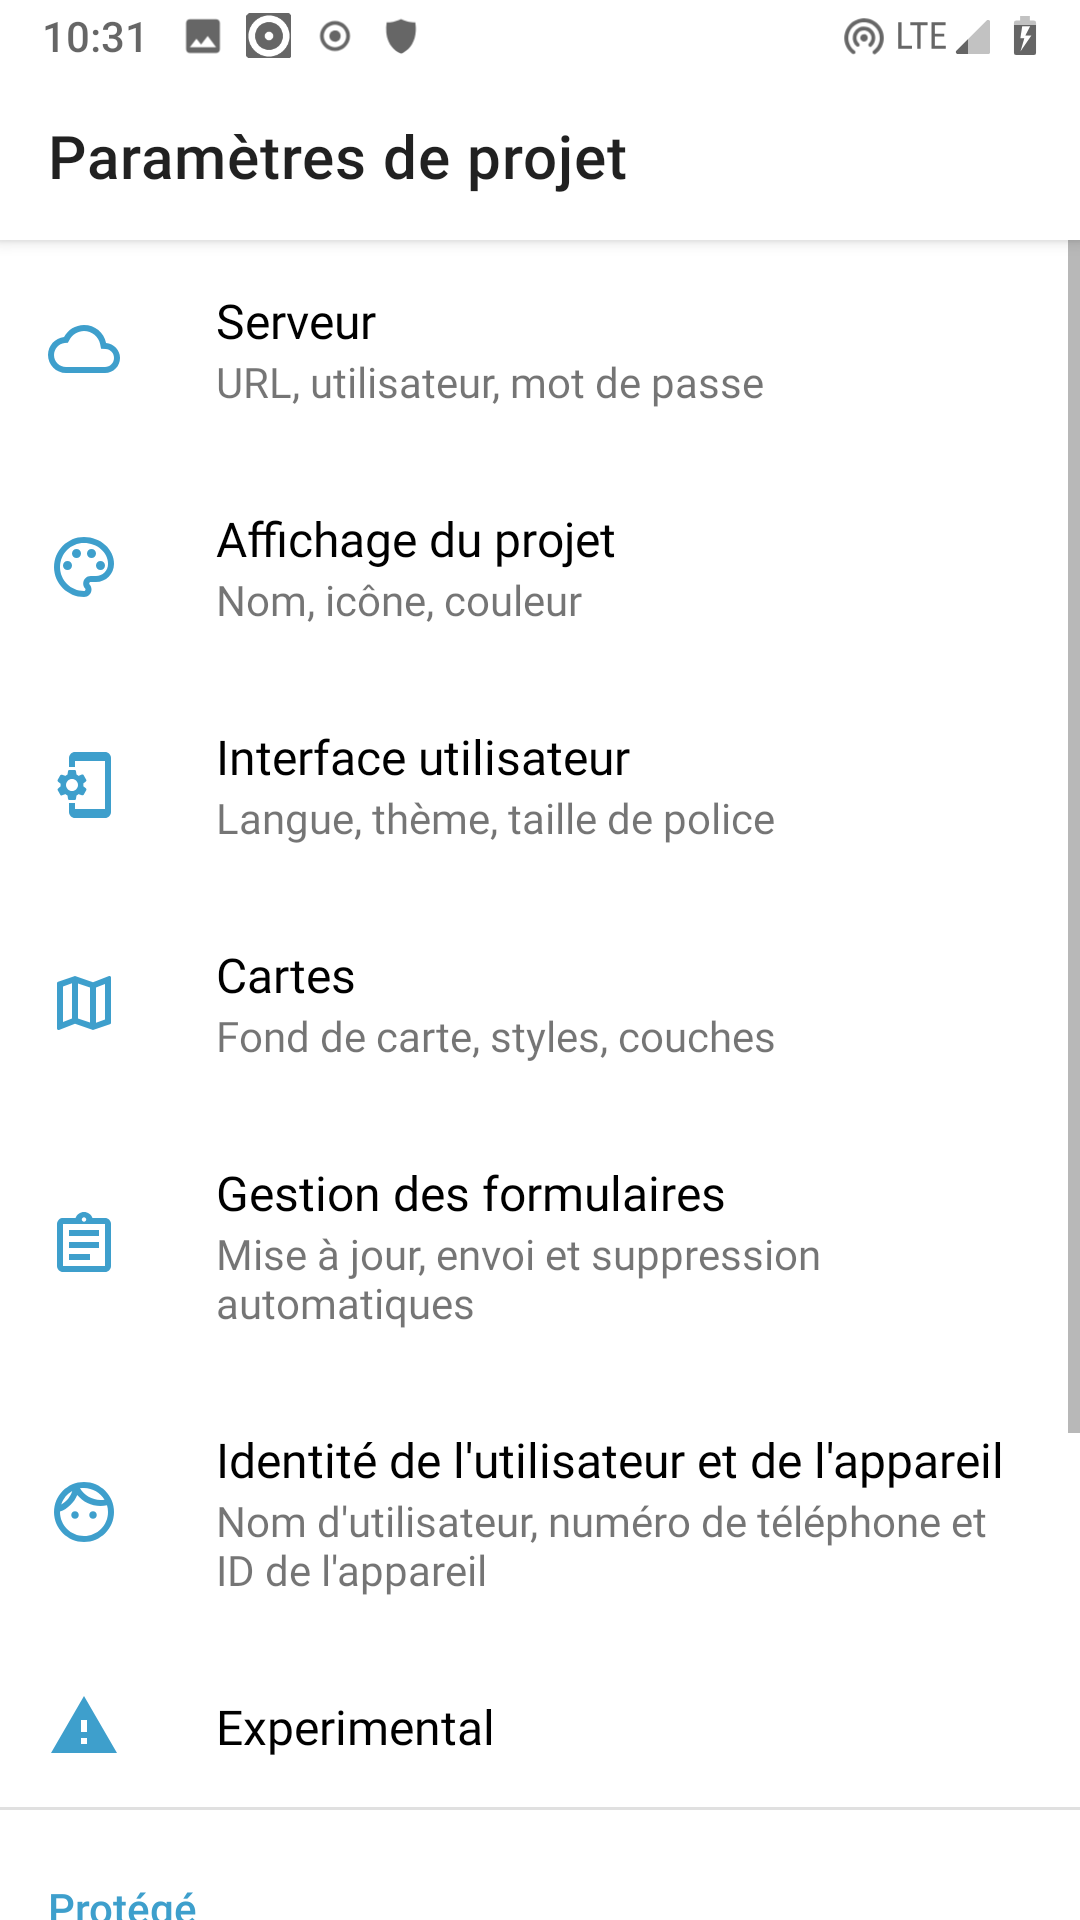 10:31
LTE
Paramètres de projet
Serveur
URL, utilisateur, mot de passe
Affichage du projet
Nom, icône, couleur
Interface utilisateur
Langue, thème, taille de police
Cartes
Fond de carte, styles, couches
Gestion des formulaires
Mise à jour, envoi et suppression
automatiques
Identité de l'utilisateur et de l'appareil
Nom d'utilisateur, numéro de téléphone et
ID de l'appareil
Experimental
Protégé